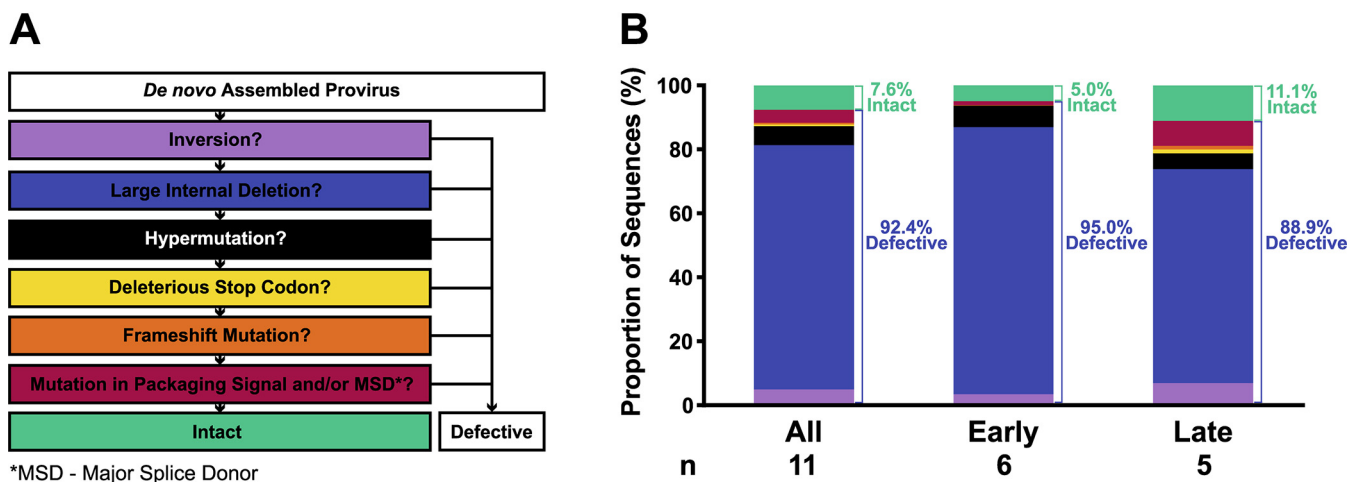 A
De novo Assembled Provirus
Inversion?
Large Internal Deletion?
Hypermutation?
Deleterious Stop Codon?
Frameshift Mutation?
Mutation in Packaging Signal and/or MSD*?
Intact
Defective
*MSD - Major Splice Donor
B
Proportion of Sequences (%)
100
80
60
40
20
0
7.6%
Intact
92.4%
Defective
5.0%
Intact
95.0%
Defective
11.1%
Intact
88.9%
Defective
All
Early
Late
n
11
6
5